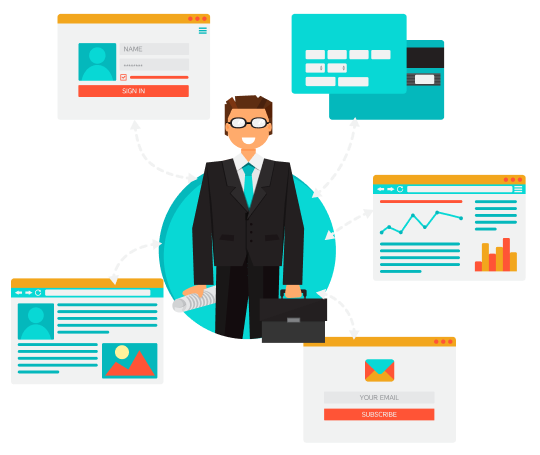 NAME
********
SIGN IN
YOUR EMAIL
SUBSCRIBE